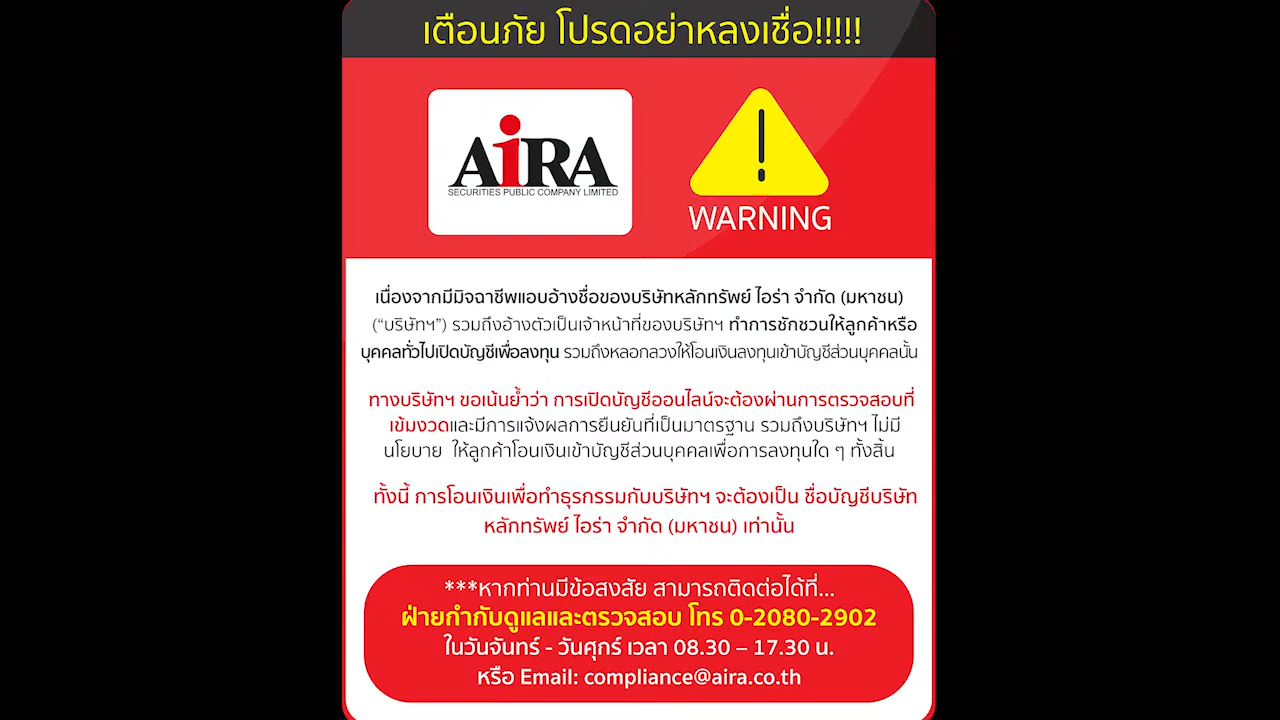 เตือนภัย โปรดอย่าหลงเชื่อ!!!!!
AiRA
SECURITIES PUBLIC COMPANY LIMITED
!
WARNING
เนื่องจากมีมิจฉาชีพแอบอ้างชื่อของบริษัทหลักทรัพย์ ไอร่า จำกัด (มหาชน)
(“บริษัทฯ”) รวมถึงอ้างตัวเป็นเจ้าหน้าที่ของบริษัทฯ ทำการชักชวนให้ลูกค้าหรือ
บุคคลทั่วไปเปิดบัญชีเพื่อลงทุน รวมถึงหลอกลวงให้โอนเงินลงทุนเข้าบัญชีส่วนบุคคลนั้น
ทางบริษัทฯ ขอเน้นย้ำว่า การเปิดบัญชีออนไลน์จะต้องผ่านการตรวจสอบที่
เข้มงวดและมีการแจ้งผลการยืนยันที่เป็นมาตรฐาน รวมถึงบริษัทฯ ไม่มี
นโยบาย ให้ลูกค้าโอนเงินเข้าบัญชีส่วนบุคคลเพื่อการลงทุนใด ๆ ทั้งสิ้น
ทั้งนี้ การโอนเงินเพื่อทำธุรกรรมกับบริษัทฯ จะต้องเป็น ชื่อบัญชีบริษัท
หลักทรัพย์ ไอร่า จำกัด (มหาชน) เท่านั้น
***หากท่านมีข้อสงสัย สามารถติดต่อได้ที่...
ฝ่ายกำกับดูแลและตรวจสอบ โทร 0-2080-2902
ในวันจันทร์ - วันศุกร์ เวลา 08.30 – 17.30 น.
หรือ Email: compliance@aira.co.th